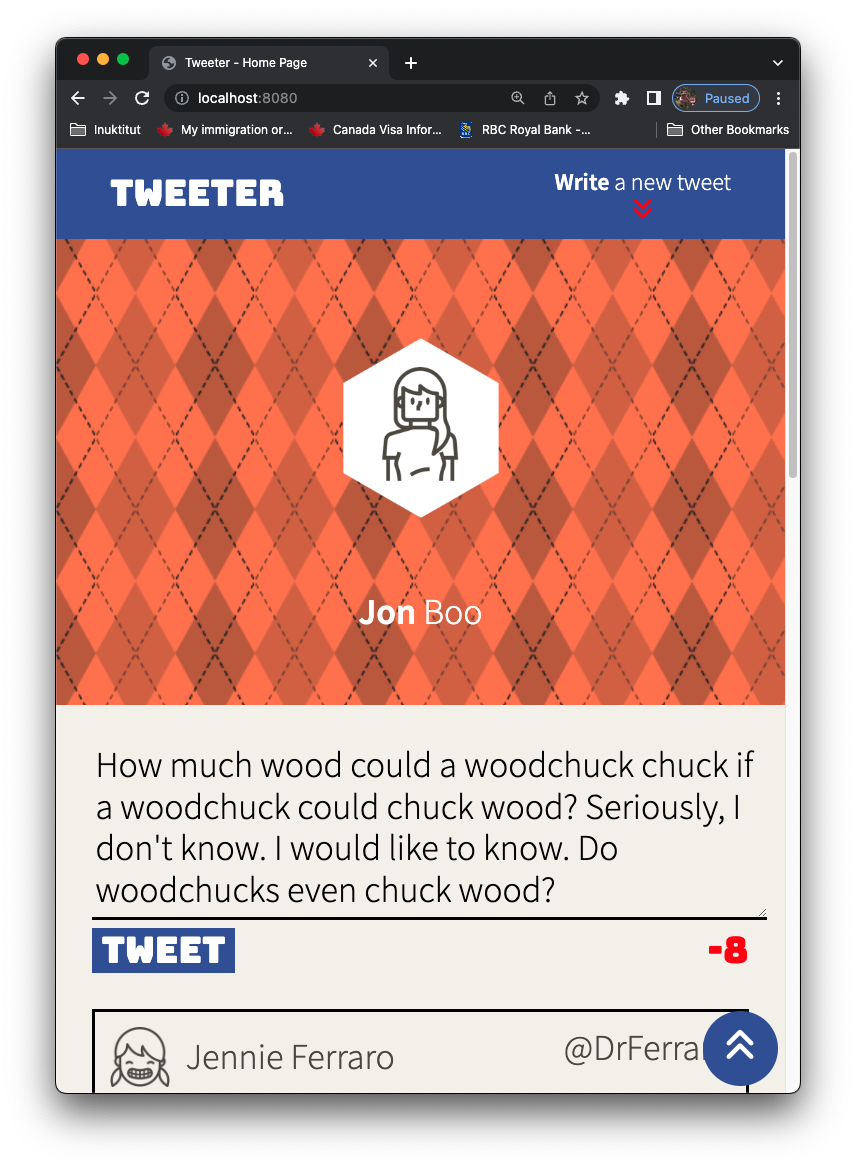 Tweeter - Home Page
localhost:8080
Paused
Inuktitut
My immigration or...
Canada Visa Infor...
RBC Royal Bank -...
Other Bookmarks
TWEETER
Write a new tweet
Jon Boo
How much wood could a woodchuck chuck if
a woodchuck could chuck wood? Seriously, I
don't know. I would like to know. Do
woodchucks even chuck wood?
TWEET
-8
Jennie Ferraro
@DrFerra